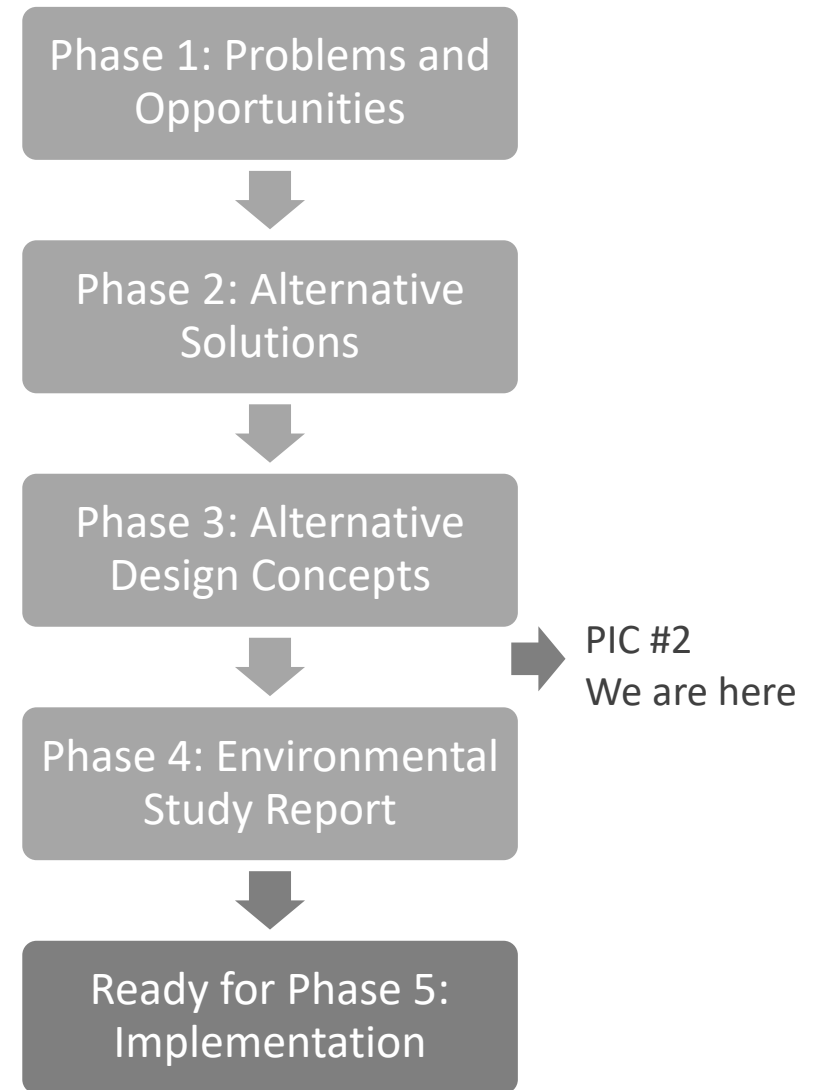 Phase 1: Problems and
Opportunities
Phase 2: Alternative
Solutions
Phase 3: Alternative
Design Concepts
PIC #2
We are here
Phase 4: Environmental
Study Report
Ready for Phase 5:
Implementation